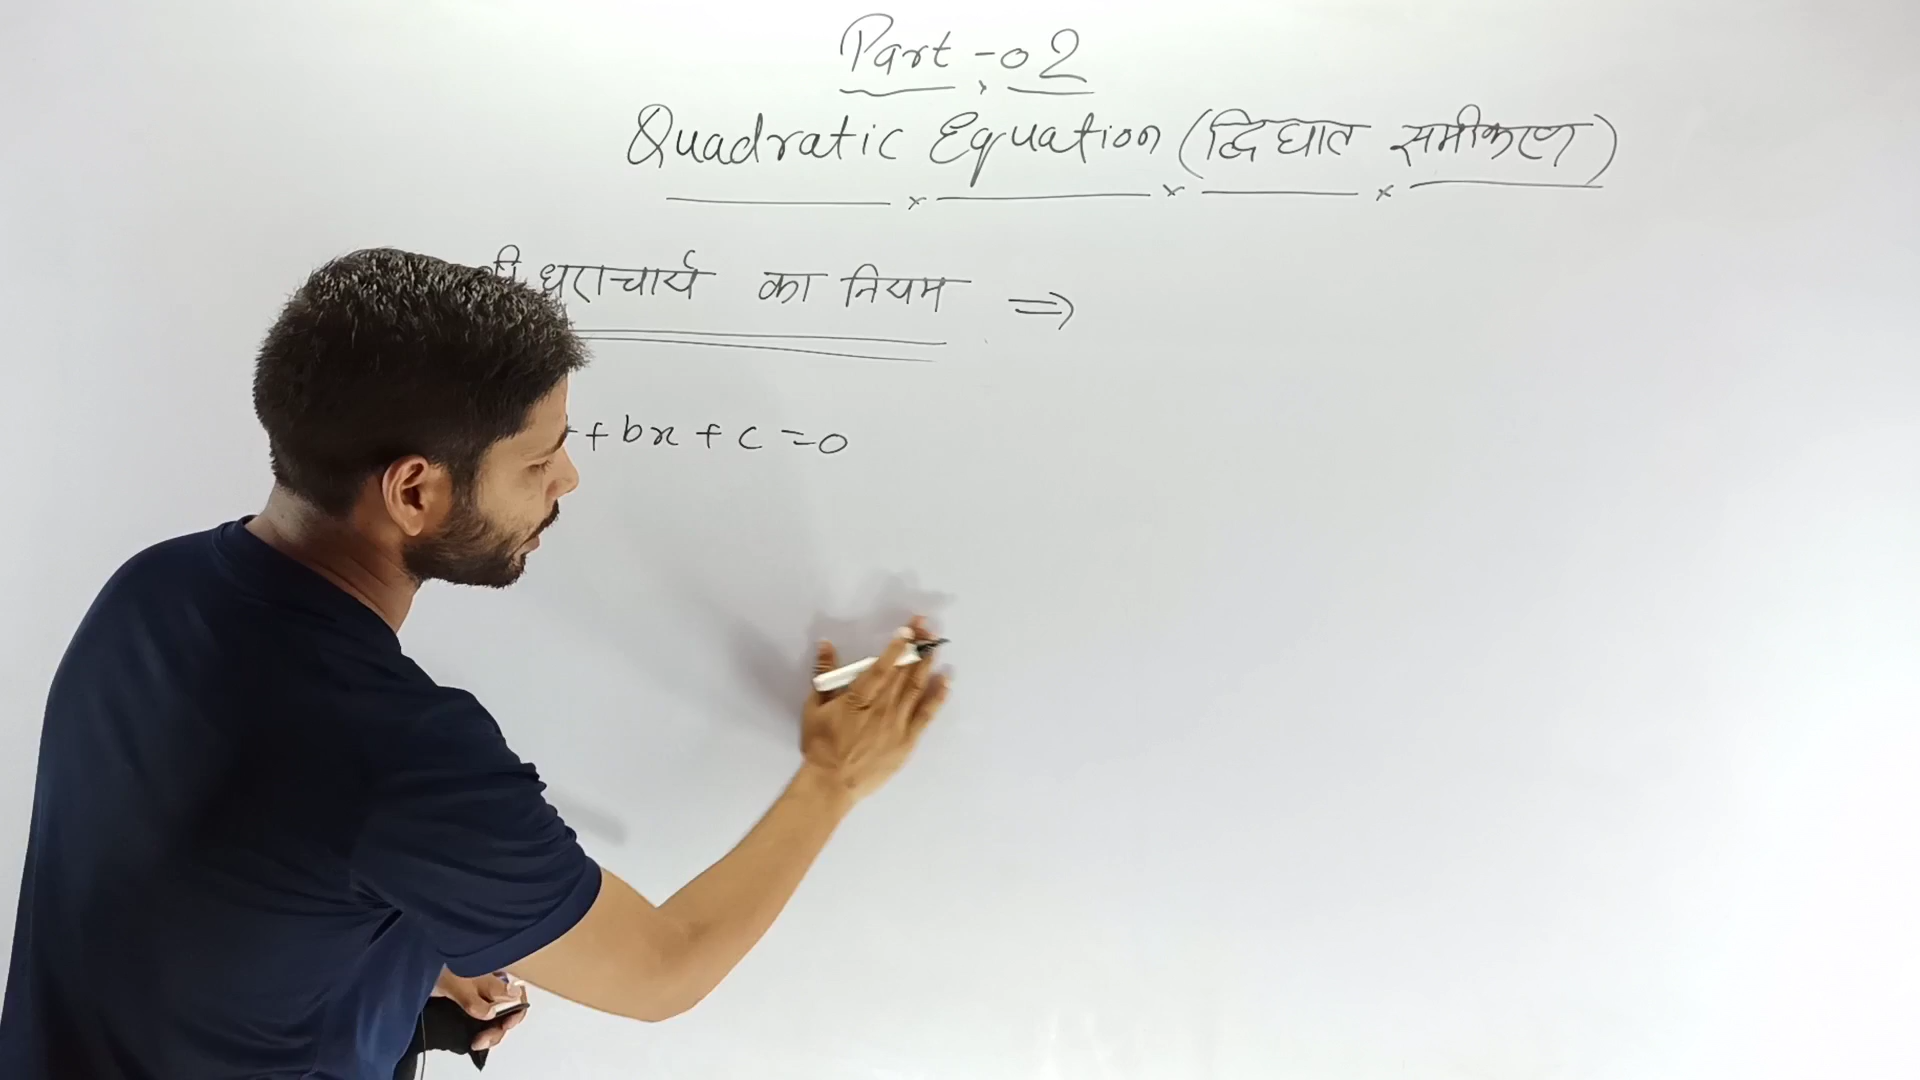 Part - 02
Quadratic Equation (द्विघात समीकरण)
धराचार्य का नियम ⇒
+ bx + c = 0